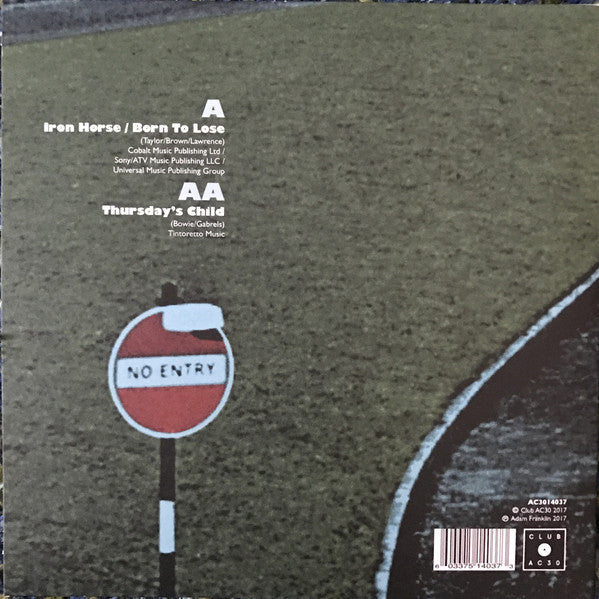 A
Iron Horse / Born To Lose
(Taylor/Brown/Lawrence)
Cobalt Music Publishing Ltd /
Sony/ATV Music Publishing LLC /
Universal Music Publishing Group
AA
Thursday's Child
(Bowie/Gabrels)
Tintoretto Music
NO ENTRY
AC3014037
© Club AC30 2017
℗ Adam Franklin 2017
6 03375 14037 3
CLUB
AC30